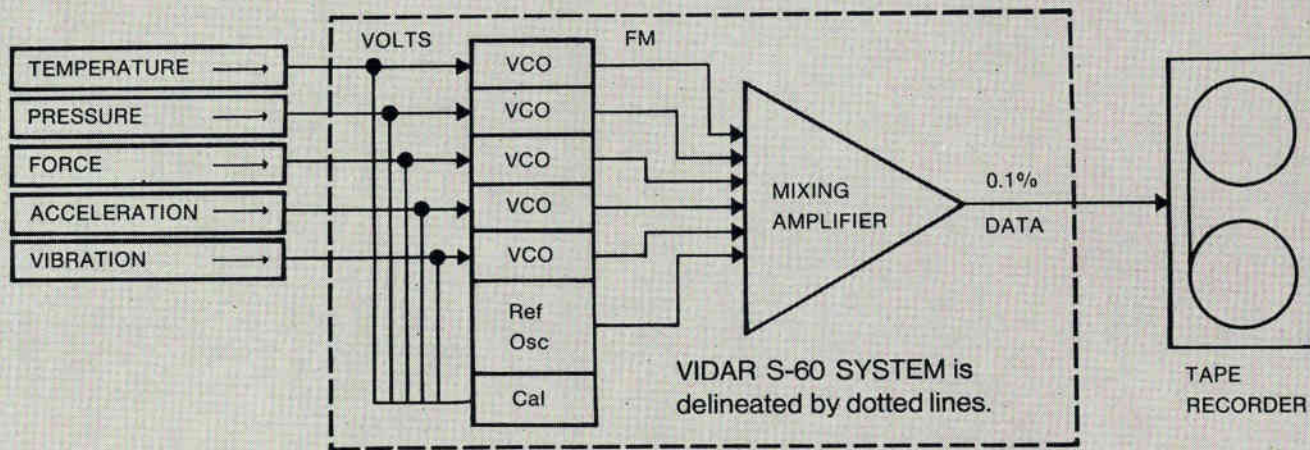 VOLTS
FM
TEMPERATURE
PRESSURE
FORCE
ACCELERATION
VIBRATION
VCO
VCO
VCO
VCO
VCO
Ref
Osc
Cal
MIXING
AMPLIFIER
0.1%
DATA
VIDAR S-60 SYSTEM is
delineated by dotted lines.
TAPE
RECORDER